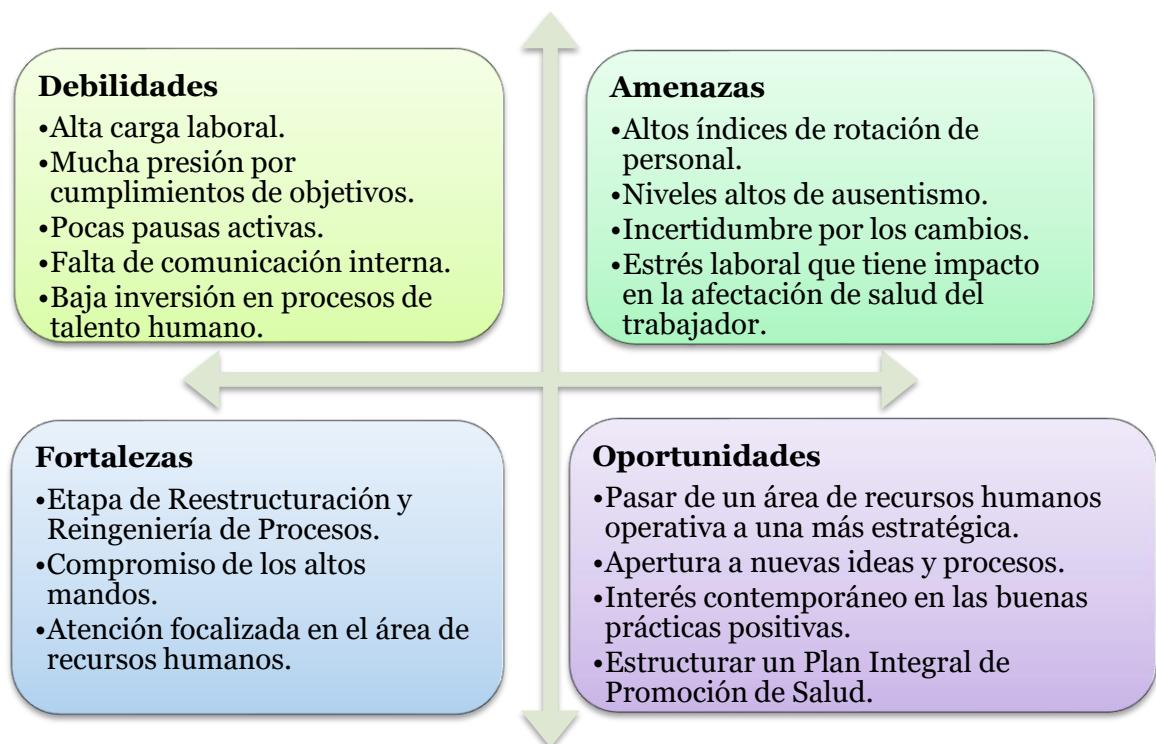 Debilidades
•Alta carga laboral.
•Mucha presión por
cumplimientos de objetivos.
•Pocas pausas activas.
•Falta de comunicación interna.
•Baja inversión en procesos de
talento humano.
Amenazas
•Altos índices de rotación de
personal.
•Niveles altos de ausentismo.
•Incertidumbre por los cambios.
•Estrés laboral que tiene impacto
en la afectación de salud del
trabajador.
Fortalezas
•Etapa de Reestructuración y
Reingeniería de Procesos.
•Compromiso de los altos
mandos.
•Atención focalizada en el área de
recursos humanos.
Oportunidades
•Pasar de un área de recursos humanos
operativa a una más estratégica.
•Apertura a nuevas ideas y procesos.
•Interés contemporáneo en las buenas
prácticas positivas.
•Estructurar un Plan Integral de
Promoción de Salud.